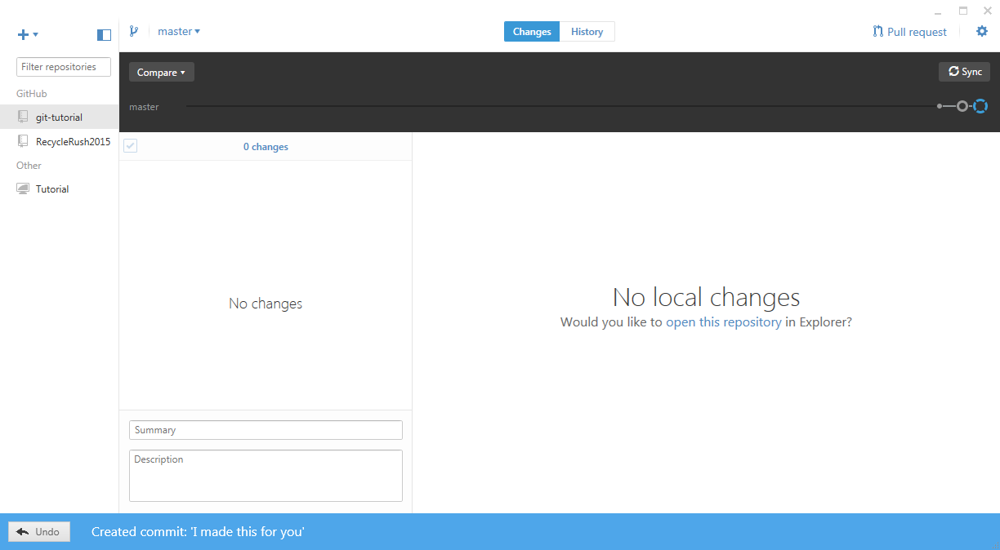 master
Changes
History
Pull request
Filter repositories
GitHub
git-tutorial
RecycleRush2015
Other
Tutorial
Compare
Sync
master
0 changes
No changes
No local changes
Would you like to open this repository in Explorer?
Summary
Description
Undo
Created commit: 'I made this for you'